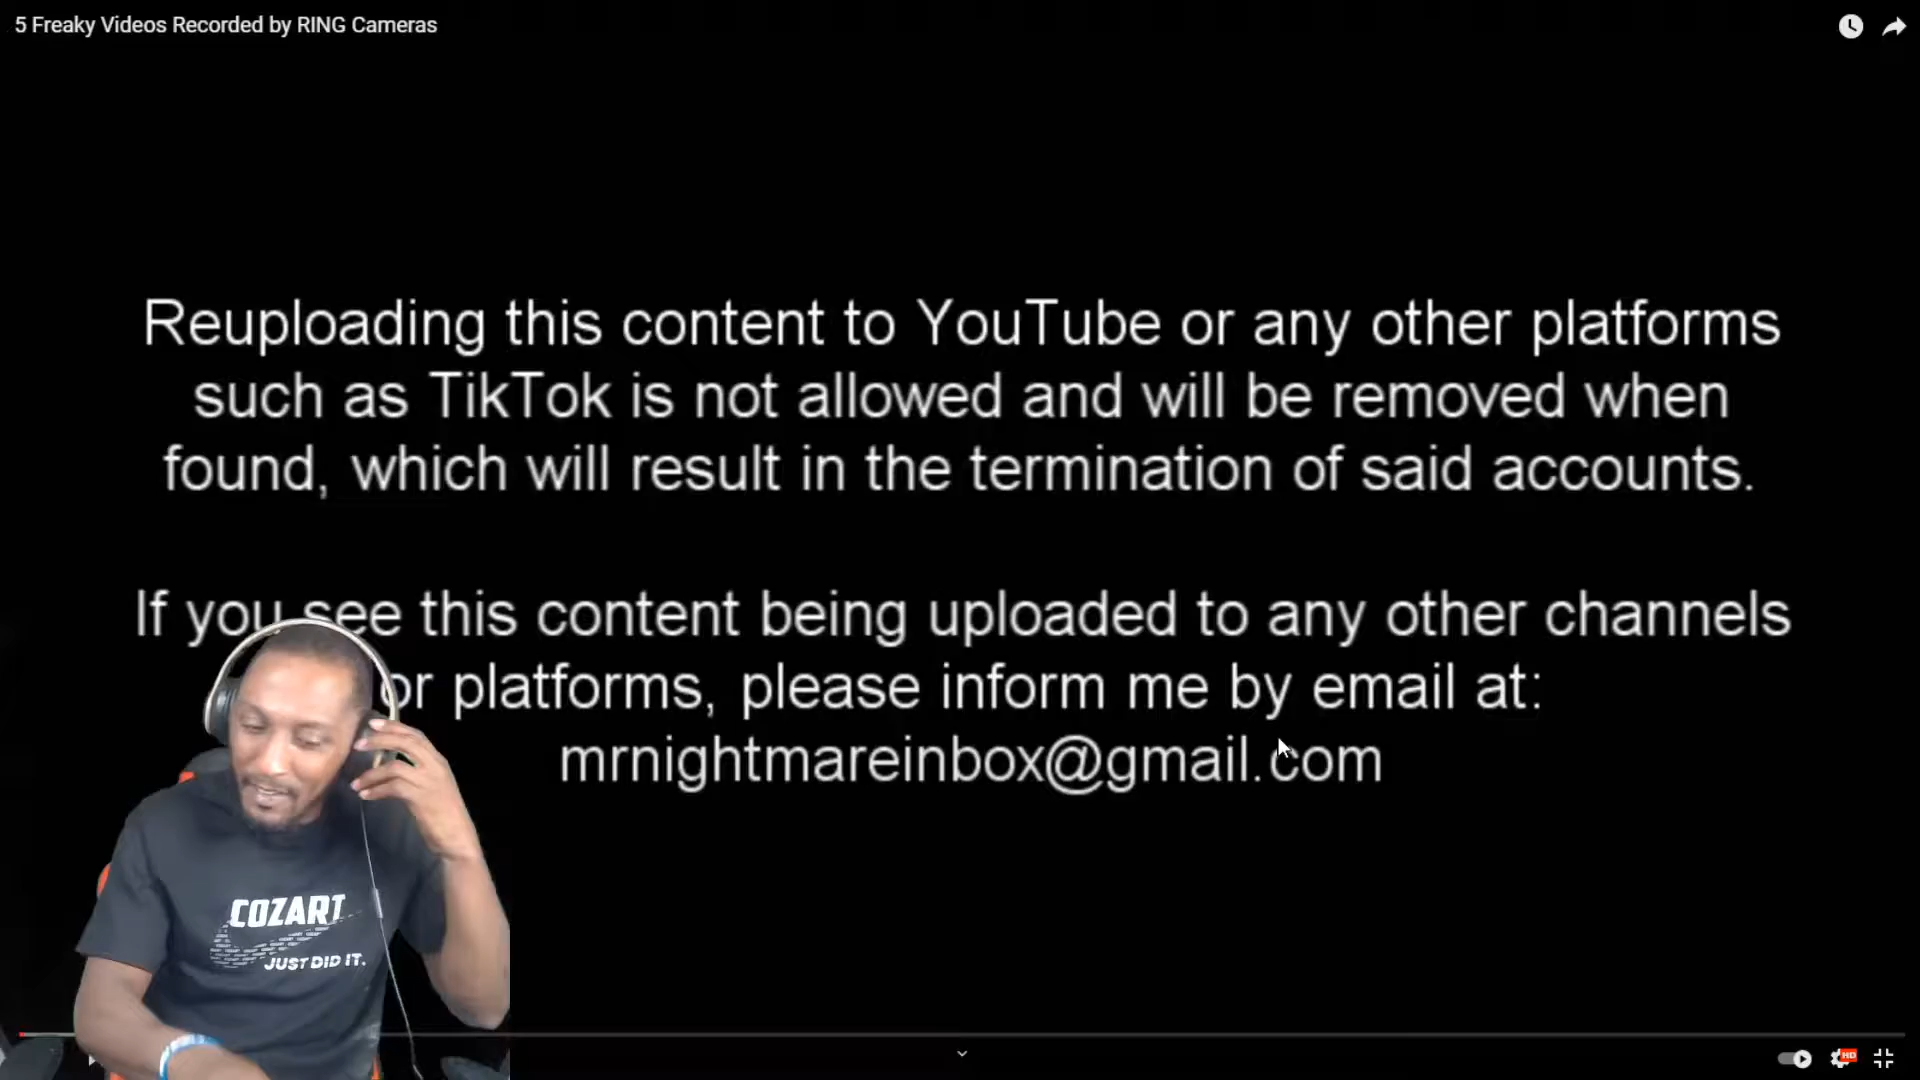 5 Freaky Videos Recorded by RING Cameras
Reuploading this content to YouTube or any other platforms
such as TikTok is not allowed and will be removed when
found, which will result in the termination of said accounts.
If you see this content being uploaded to any other channels
or platforms, please inform me by email at:
mrnightmareinbox@gmail.com
COZART
JUST DID IT.
HD